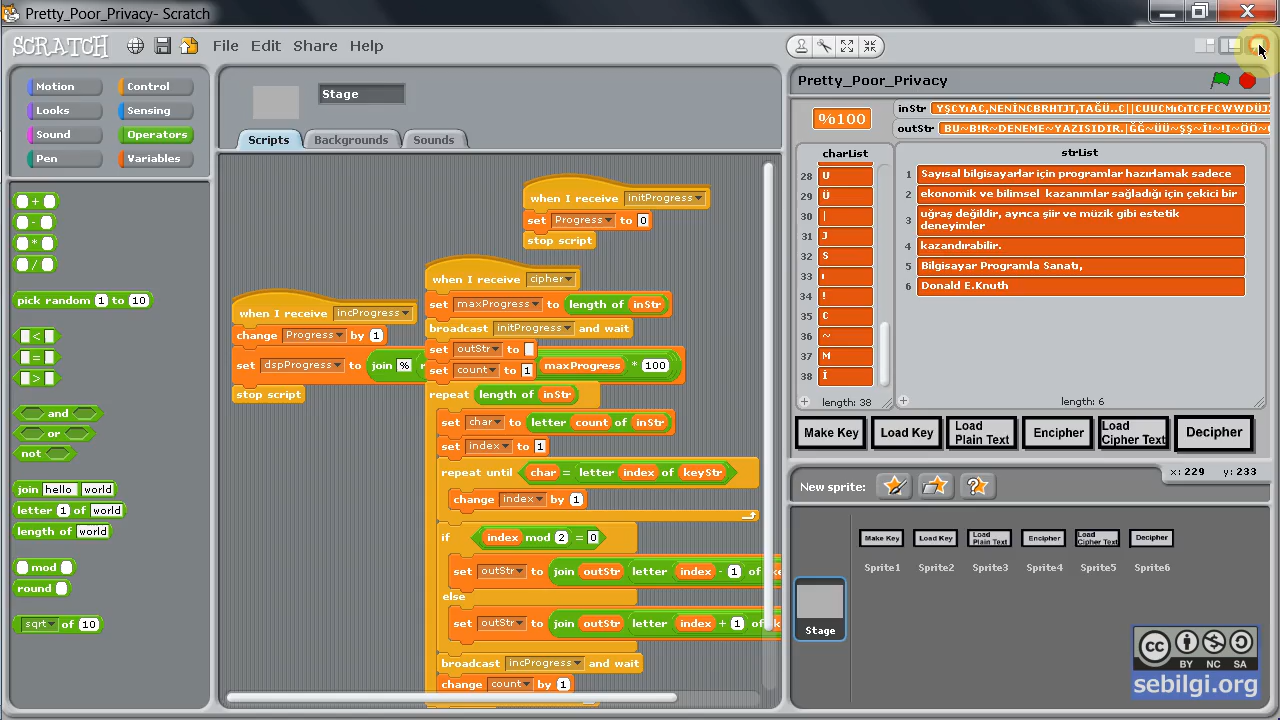 Pretty_Poor_Privacy- Scratch
SCRATCH File Edit Share Help
Motion Control
Looks Sensing
Sound Operators
Pen Variables
+
-
*
/
pick random 1 to 10
<
=
>
and
or
not
join hello world
letter 1 of world
length of world
mod
round
sqrt of 10
Stage
Scripts Backgrounds Sounds
when I receive initProgress
set Progress to 0
stop script
when I receive incProgress
change Progress by 1
set dspProgress to join %
stop script
when I receive cipher
set maxProgress to length of inStr
broadcast initProgress and wait
set outStr to
maxProgress * 100
set count to 1
repeat length of inStr
set char to letter count of inStr
set index to 1
repeat until char = letter index of keyStr
change index by 1
if index mod 2 = 0
set outStr to join outStr letter index - 1 of
else
set outStr to join outStr letter index + 1 of
broadcast incProgress and wait
change count by 1
Pretty_Poor_Privacy
%100
inStr
outStr BU~B!R~DENEME~YAZISIDIR.
charList
28 U
29 Ü
30 |
31 J
32 S
33 ı
34 !
35 C
36 ~
37 M
38 İ
length: 38
strList
1 Sayısal bilgisayarlar için programlar hazırlamak sadece
2 ekonomik ve bilimsel kazanımlar sağladığı için çekici bir
3 uğraş değildir, ayrıca şiir ve müzik gibi estetik
deneyimler
4 kazandırabilir.
5 Bilgisayar Programla Sanatı,
6 Donald E.Knuth
length: 6
Make Key Load Key Load Plain Text Encipher Load Cipher Text Decipher
x: 229 y: 233
New sprite:
Make Key Load Key Load Plain Text Encipher Load Cipher Text Decipher
Sprite1 Sprite2 Sprite3 Sprite4 Sprite5 Sprite6
Stage
cc BY NC SA
sebilgi.org